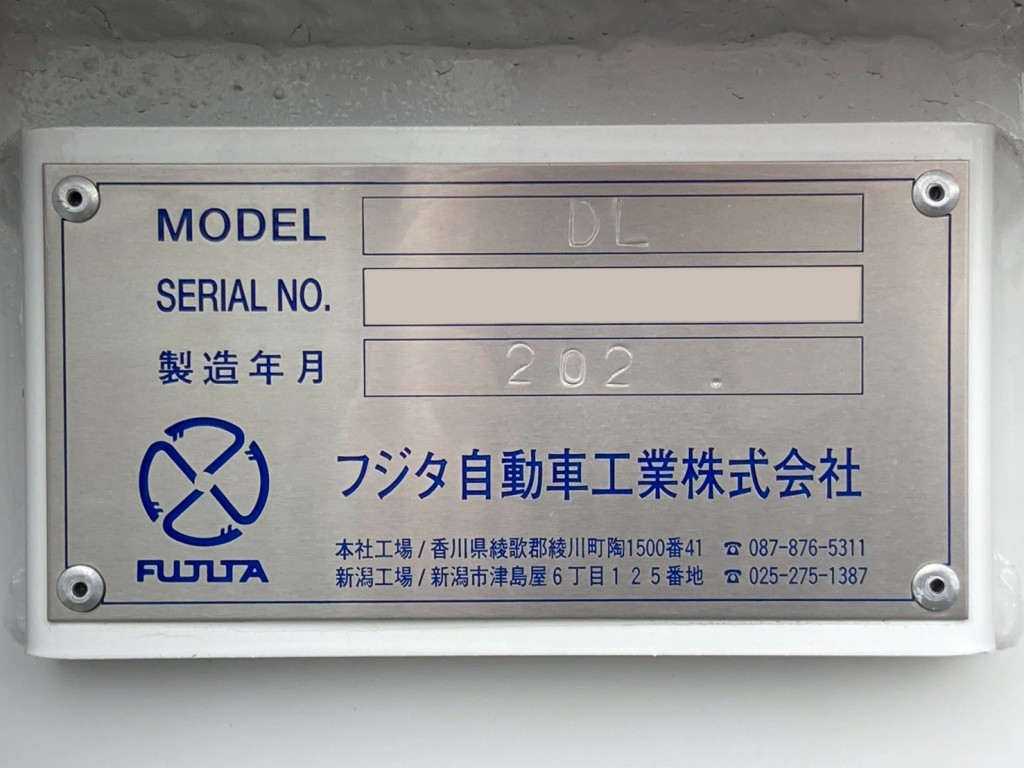 MODEL DL
SERIAL NO.
製造年月 202 .
フジタ自動車工業株式会社
FUJITA
本社工場/香川県綾歌郡綾川町陶1500番41 ☎ 087-876-5311
新潟工場/新潟市津島屋6丁目125番地 ☎ 025-275-1387